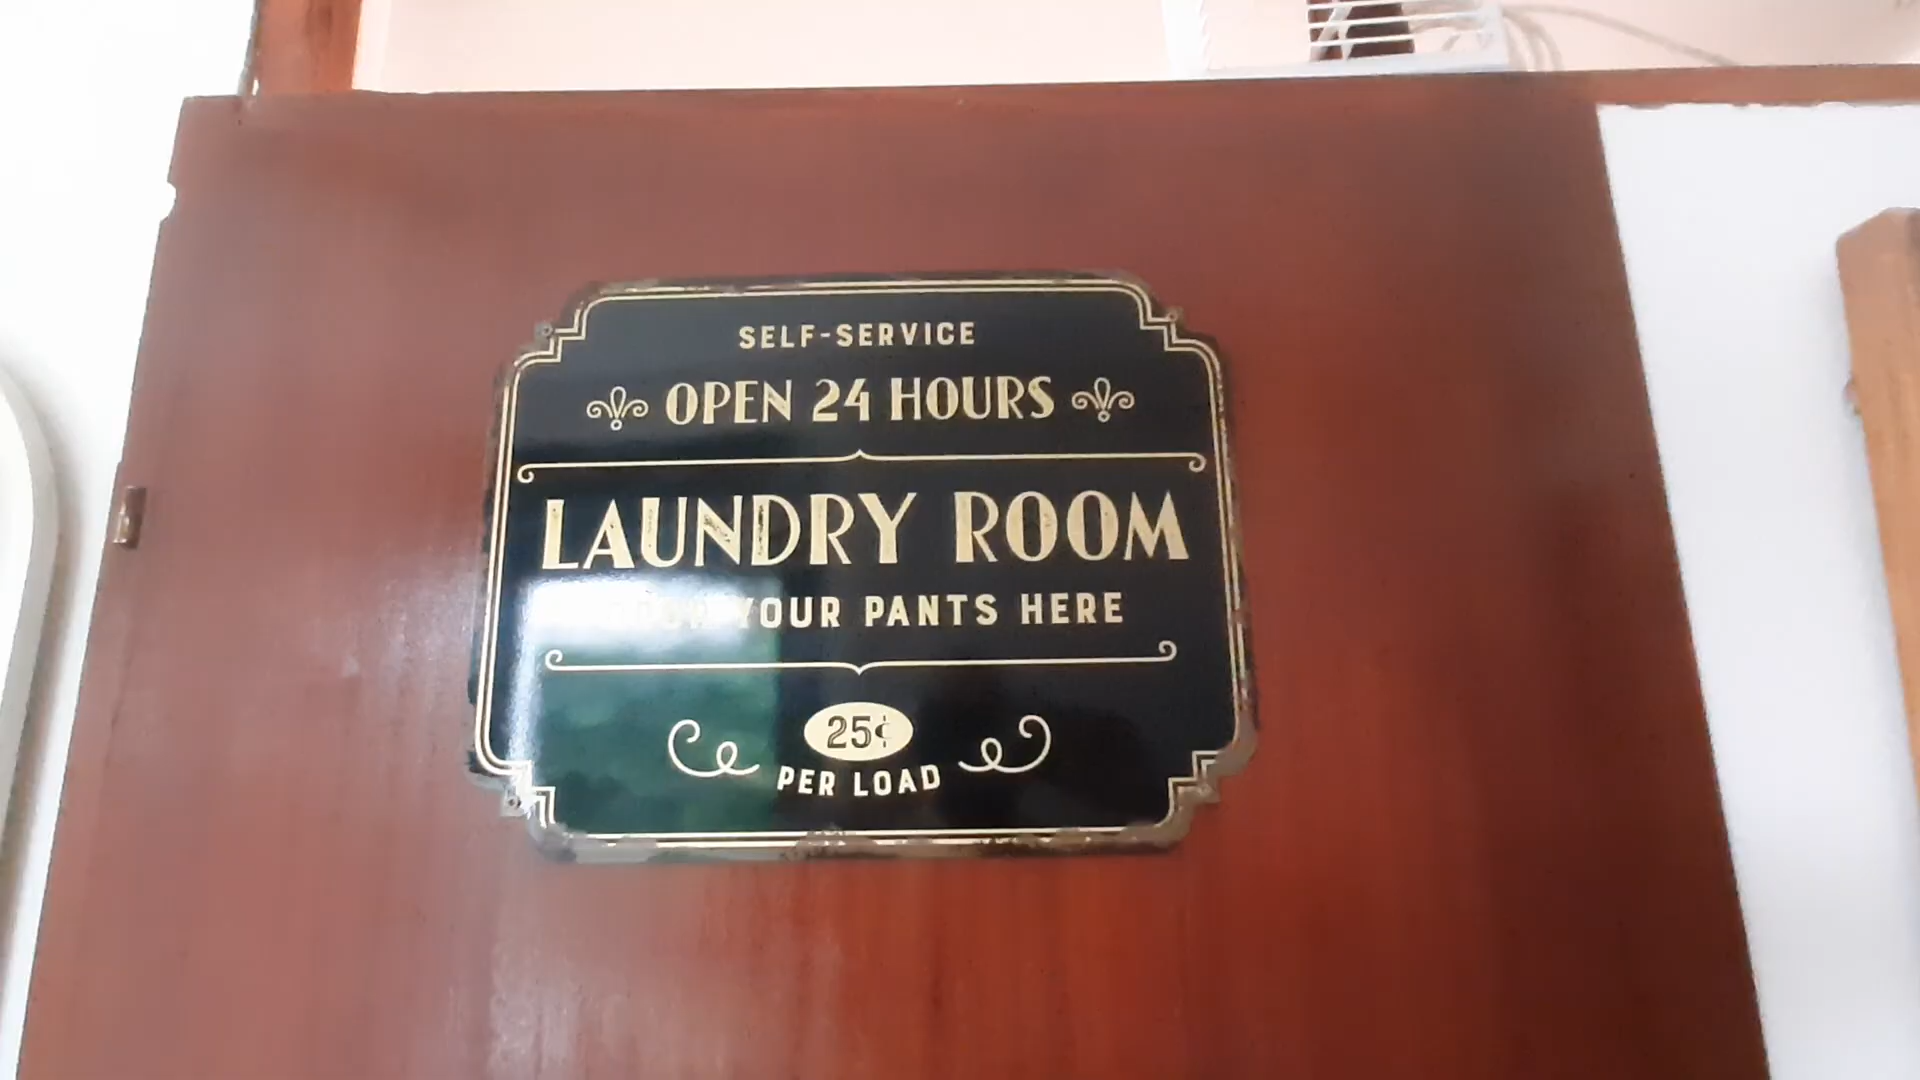 SELF-SERVICE
OPEN 24 HOURS
LAUNDRY ROOM
YOUR PANTS HERE
25¢
PER LOAD